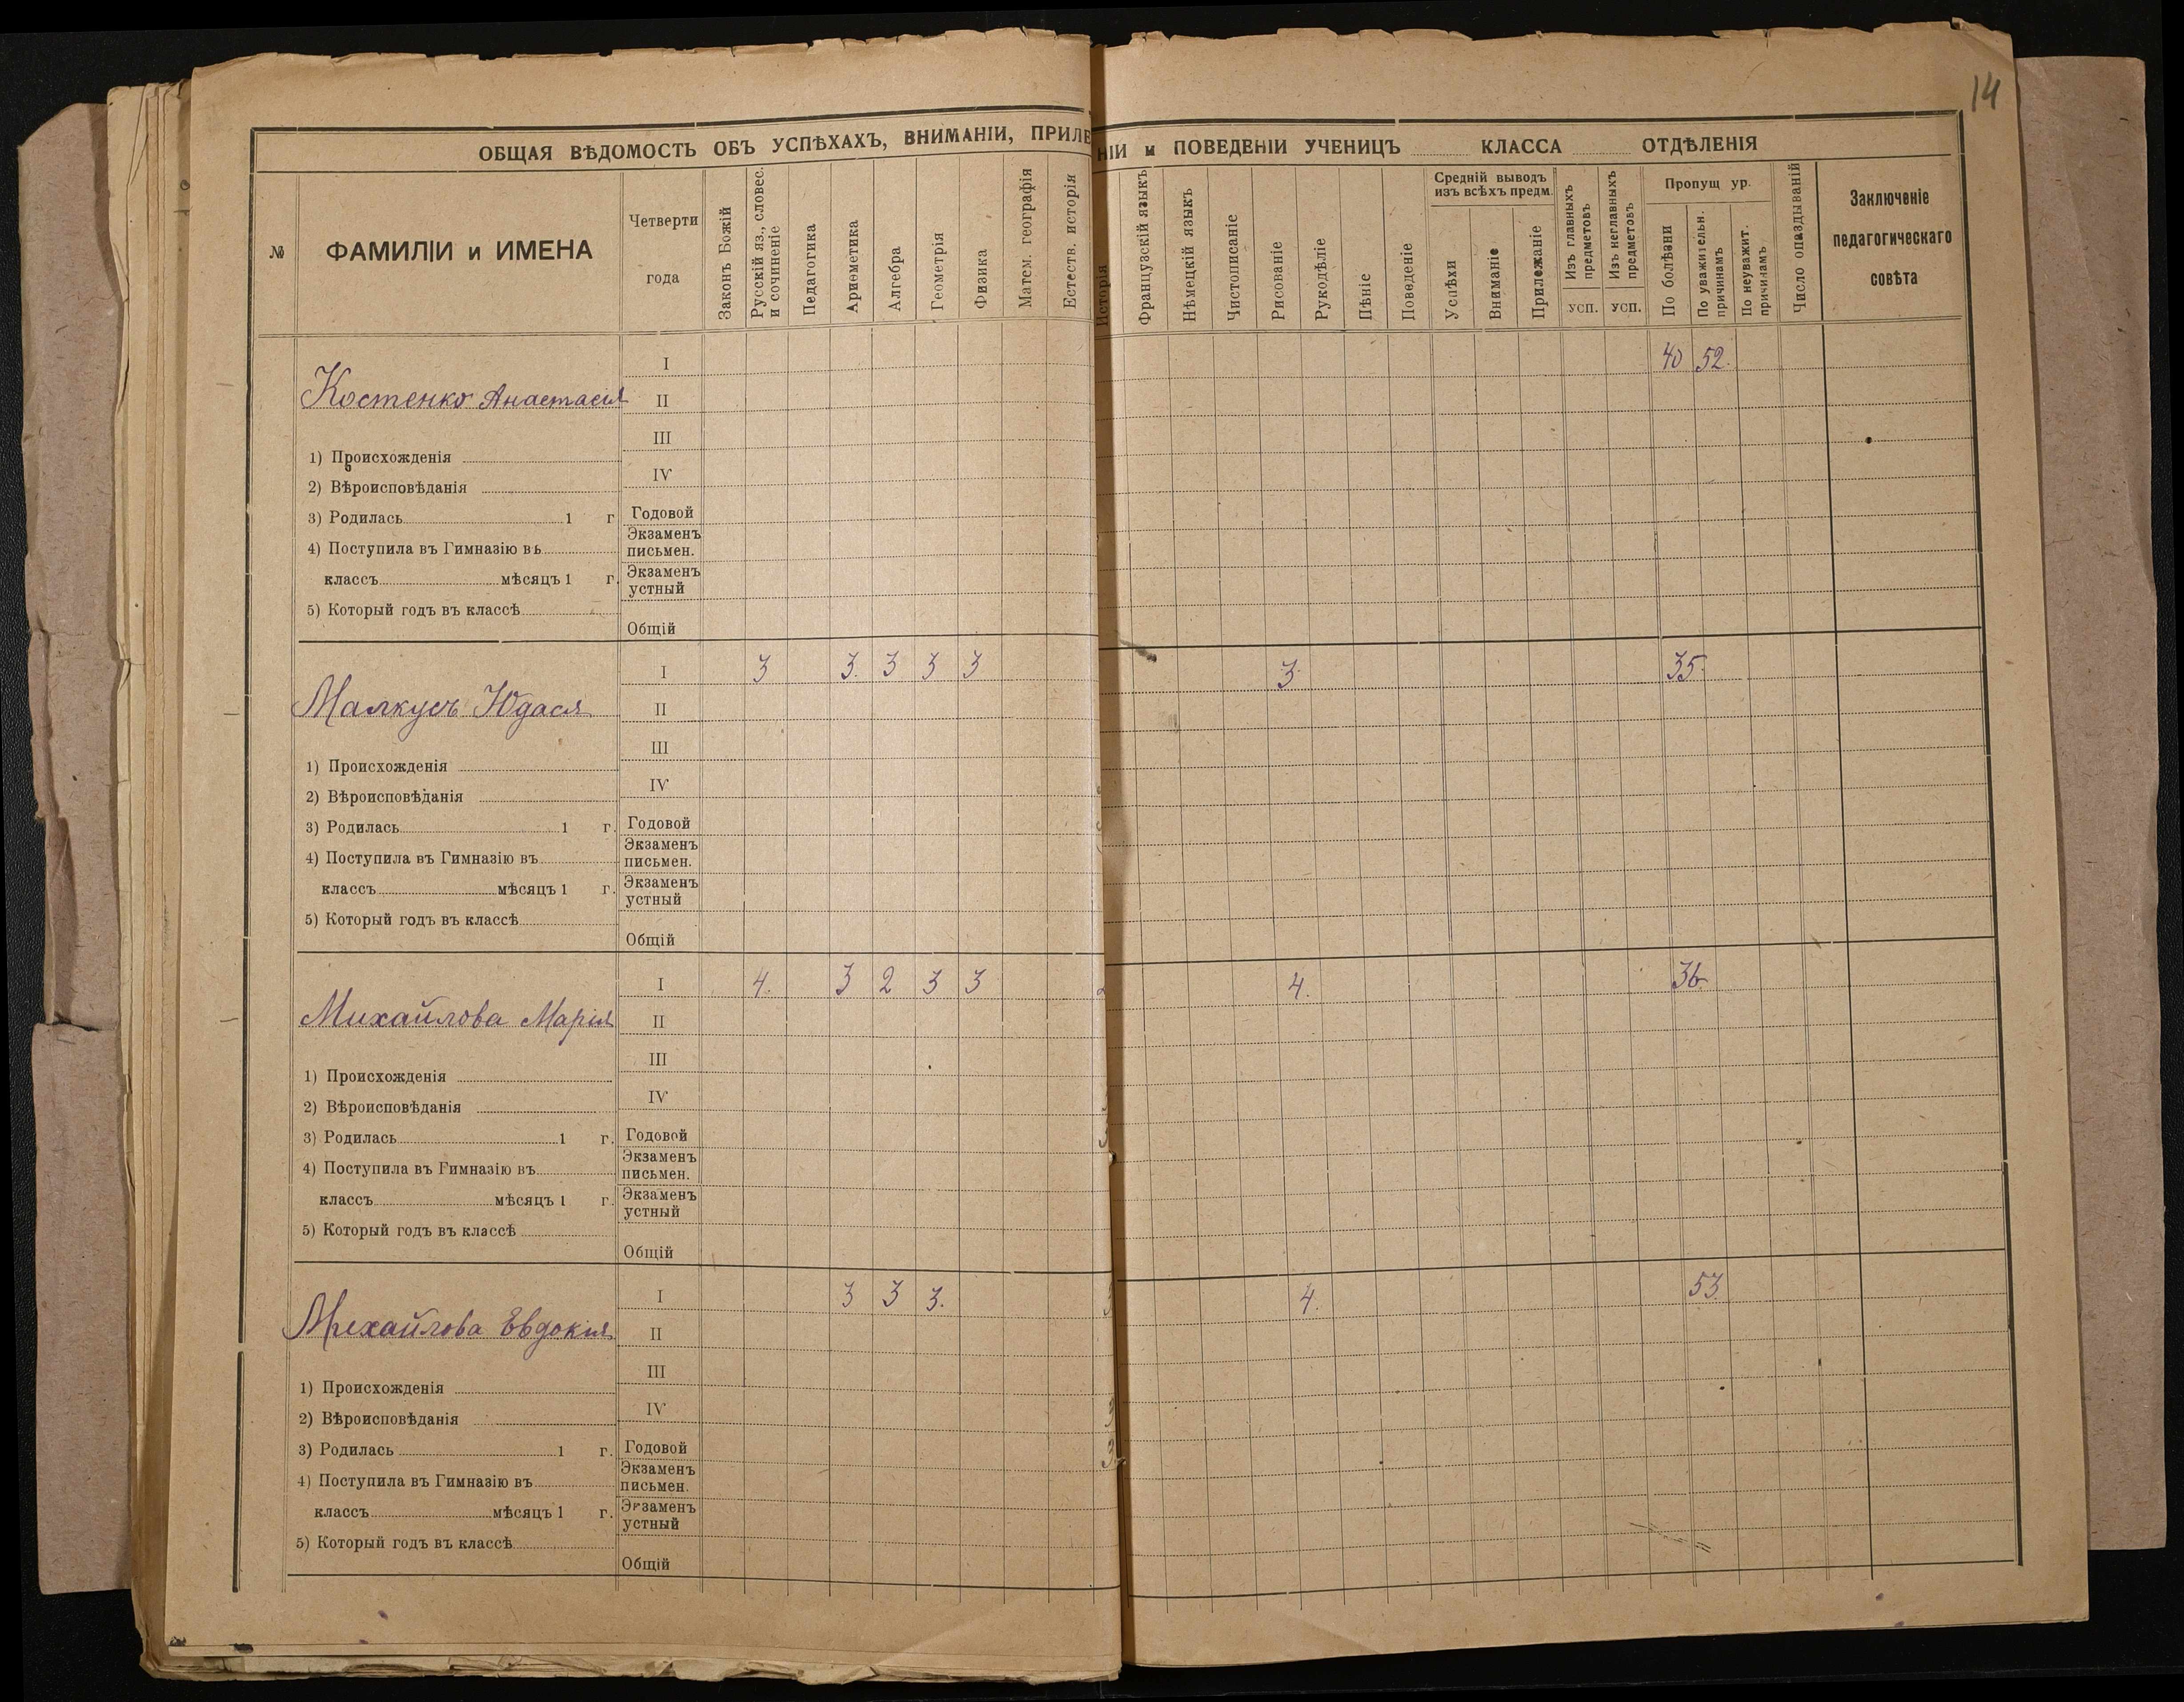 14
ОБЩАЯ ВѢДОМОСТЬ ОБЪ УСПѢХАХЪ, ВНИМАНІИ, ПРИЛЕ
НІИ и ПОВЕДЕНІИ УЧЕНИЦЪ КЛАССА ОТДѢЛЕНІЯ
№
ФАМИЛІИ и ИМЕНА
Четверти
года
Законъ Божій
Русскій яз., словес.
и сочиненіе
Педагогика
Ариѳметика
Алгебра
Геометрія
Физика
Матем. географія
Естеств. исторія
Исторія
Французскій языкъ
Нѣмецкій языкъ
Чистописаніе
Рисованіе
Рукодѣліе
Пѣніе
Поведеніе
Средній выводъ
изъ всѣхъ предм.
Успѣхи
Вниманіе
Прилежаніе
Изъ главныхъ
предметовъ
УСП.
Изъ неглавныхъ
предметовъ
УСП.
Пропущ ур.
По болѣзни
По уважительн.
причинамъ
По неуважит.
причинамъ
Число опаздываній
Заключеніе
педагогическаго
совѣта
Костенко Анастасія
1) Происхожденія
2) Вѣроисповѣданія
3) Родилась 1 г
4) Поступила въ Гимназію въ
классъ мѣсяцъ 1 г.
5) Который годъ въ классѣ
I 40 52.
II
III
IV
Годовой
Экзаменъ
письмен.
Экзаменъ
устный
Общій
Малкусъ Юдася
1) Происхожденія
2) Вѣроисповѣданія
3) Родилась 1 г.
4) Поступила въ Гимназію въ
классъ мѣсяцъ 1 г.
5) Который годъ въ классѣ
I 3 3. 3 3 3 3. 35.
II
III
IV
Годовой
Экзаменъ
письмен.
Экзаменъ
устный
Общій
Михайлова Марія
1) Происхожденія
2) Вѣроисповѣданія
3) Родилась 1 г.
4) Поступила въ Гимназію въ
классъ мѣсяцъ 1 г.
5) Который годъ въ классѣ
I 4. 3 2 3 3 4. 36
II
III
IV
Годовой
Экзаменъ
письмен.
Экзаменъ
устный
Общій
Михайлова Евдокія
1) Происхожденія
2) Вѣроисповѣданія
3) Родилась 1 г.
4) Поступила въ Гимназію въ
классъ мѣсяцъ 1 г.
5) Который годъ въ классѣ
I 3 3 3. 4. 53
II
III
IV
Годовой
Экзаменъ
письмен.
Экзаменъ
устный
Общій